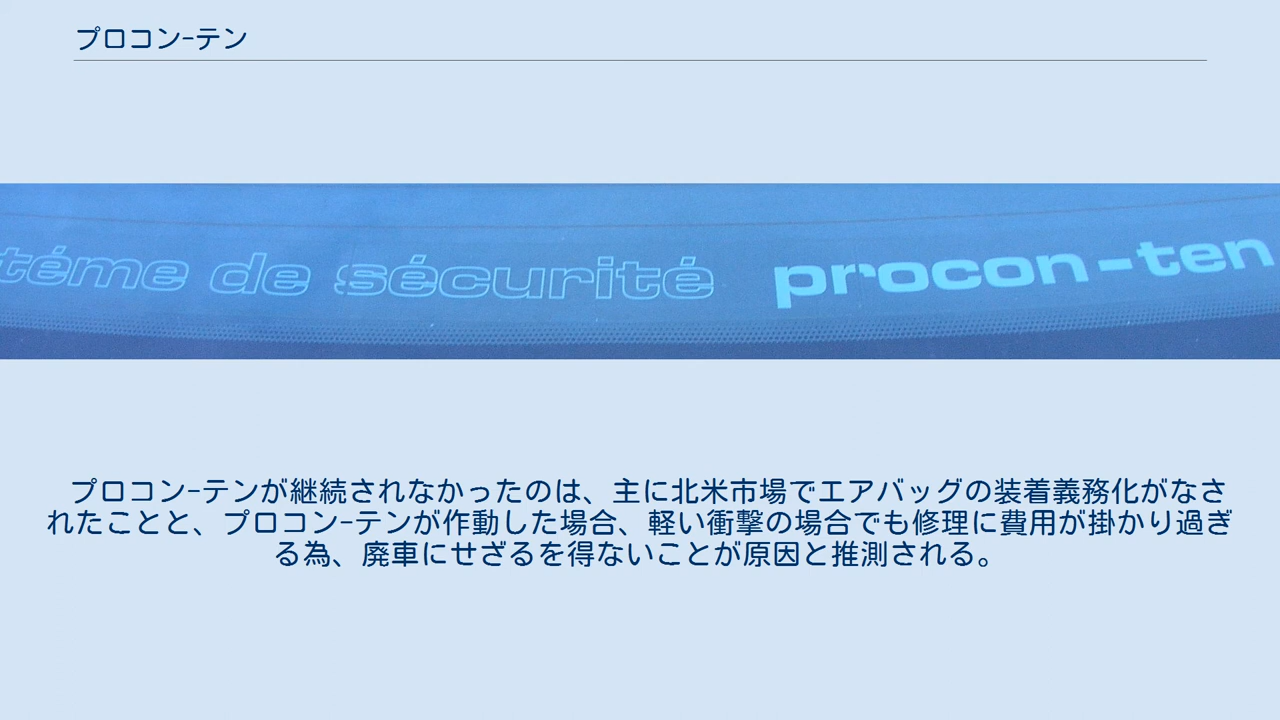 プロコン-テン
téme de sécurité procon-ten
プロコン-テンが継続されなかったのは、主に北米市場でエアバッグの装着義務化がなさ
れたことと、プロコン-テンが作動した場合、軽い衝撃の場合でも修理に費用が掛かり過ぎ
る為、廃車にせざるを得ないことが原因と推測される。